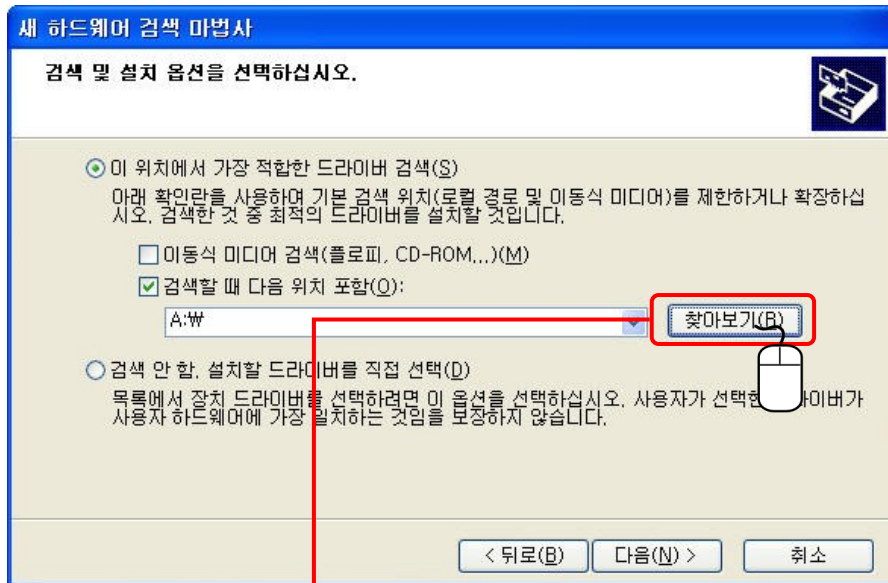 새 하드웨어 검색 마법사
검색 및 설치 옵션을 선택하십시오.
이 위치에서 가장 적합한 드라이버 검색(S)
아래 확인란을 사용하여 기본 검색 위치(로컬 경로 및 이동식 미디어)를 제한하거나 확장하십
시오. 검색한 것 중 최적의 드라이버를 설치할 것입니다.
이동식 미디어 검색(플로피, CD-ROM...)(M)
검색할 때 다음 위치 포함(O):
A:₩
찾아보기(R)
검색 안 함. 설치할 드라이버를 직접 선택(D)
목록에서 장치 드라이버를 선택하려면 이 옵션을 선택하십시오. 사용자가 선택한 드라이버가
사용자 하드웨어에 가장 일치하는 것임을 보장하지 않습니다.
< 뒤로(B)
다음(N) >
취소